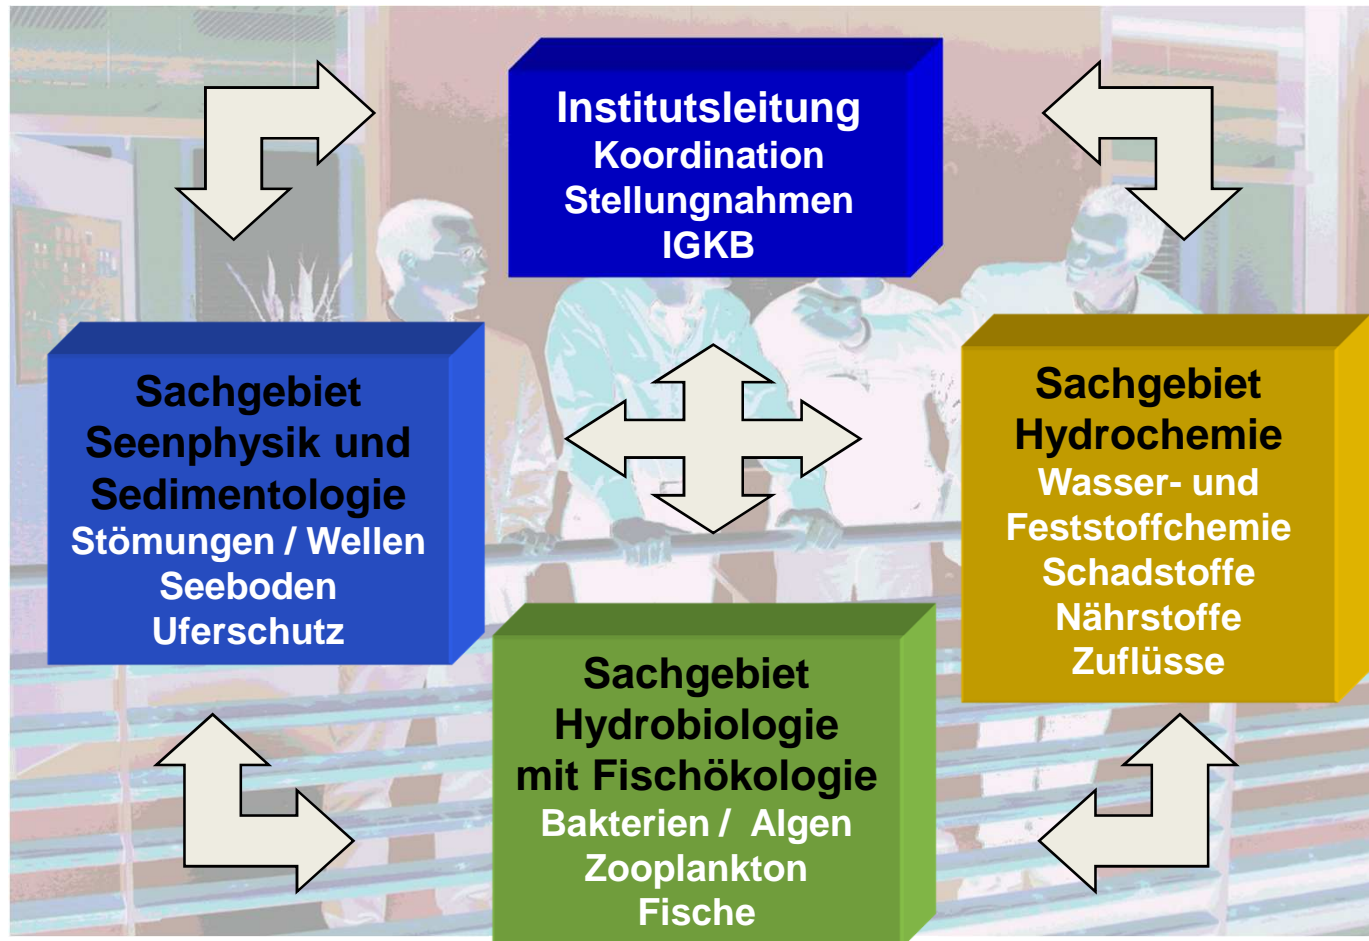 Institutsleitung
Koordination
Stellungnahmen
IGKB
Sachgebiet
Seenphysik und
Sedimentologie
Stömungen / Wellen
Seeboden
Uferschutz
Sachgebiet
Hydrochemie
Wasser- und
Feststoffchemie
Schadstoffe
Nährstoffe
Zuflüsse
Sachgebiet
Hydrobiologie
mit Fischökologie
Bakterien / Algen
Zooplankton
Fische